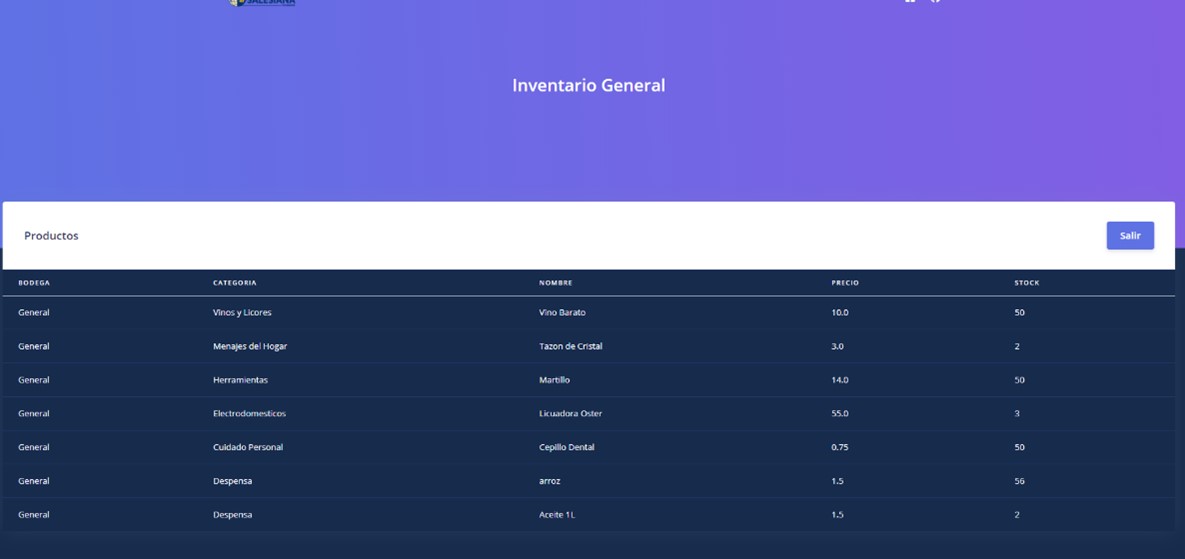 SALESIANA
Inventario General
Productos
Salir
BODEGA CATEGORIA NOMBRE PRECIO STOCK
General Vinos y Licores Vino Barato 10.0 50
General Menajes del Hogar Tazon de Cristal 3.0 2
General Herramientas Martillo 14.0 50
General Electrodomesticos Licuadora Oster 55.0 3
General Cuidado Personal Cepillo Dental 0.75 50
General Despensa arroz 1.5 56
General Despensa Aceite 1L 1.5 2